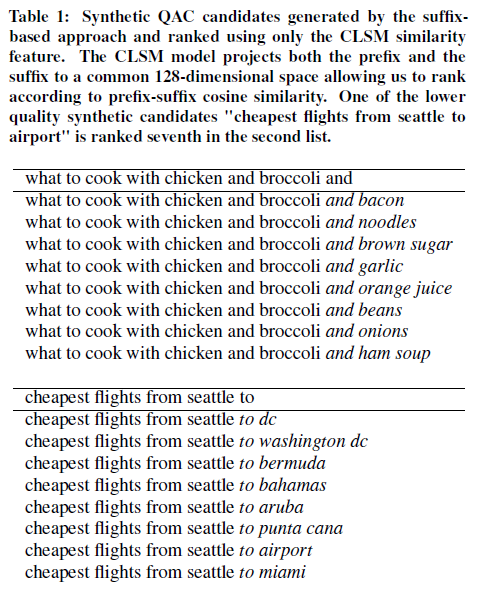 Table 1: Synthetic QAC candidates generated by the suffix-
based approach and ranked using only the CLSM similarity
feature. The CLSM model projects both the prefix and the
suffix to a common 128-dimensional space allowing us to rank
according to prefix-suffix cosine similarity. One of the lower
quality synthetic candidates "cheapest flights from seattle to
airport" is ranked seventh in the second list.
what to cook with chicken and broccoli and
what to cook with chicken and broccoli and bacon
what to cook with chicken and broccoli and noodles
what to cook with chicken and broccoli and brown sugar
what to cook with chicken and broccoli and garlic
what to cook with chicken and broccoli and orange juice
what to cook with chicken and broccoli and beans
what to cook with chicken and broccoli and onions
what to cook with chicken and broccoli and ham soup
cheapest flights from seattle to
cheapest flights from seattle to dc
cheapest flights from seattle to washington dc
cheapest flights from seattle to bermuda
cheapest flights from seattle to bahamas
cheapest flights from seattle to aruba
cheapest flights from seattle to punta cana
cheapest flights from seattle to airport
cheapest flights from seattle to miami